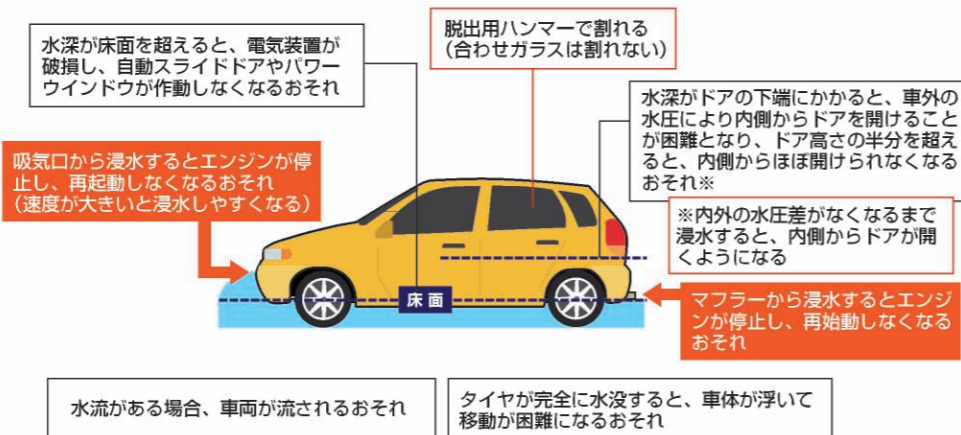 水深が床面を超えると、電気装置が
破損し、自動スライドドアやパワー
ウインドウが作動しなくなるおそれ
脱出用ハンマーで割れる
(合わせガラスは割れない)
水深がドアの下端にかかると、車外の
水圧により内側からドアを開けること
が困難となり、ドア高さの半分を超え
ると、内側からほぼ開けられなくなる
おそれ※
吸気口から浸水するとエンジンが停
止し、再起動しなくなるおそれ
(速度が大きいと浸水しやすくなる)
※内外の水圧差がなくなるまで
浸水すると、内側からドアが開
くようになる
床面
マフラーから浸水するとエンジ
ンが停止し、再始動しなくなる
おそれ
水流がある場合、車両が流されるおそれ
タイヤが完全に水没すると、車体が浮いて
移動が困難になるおそれ